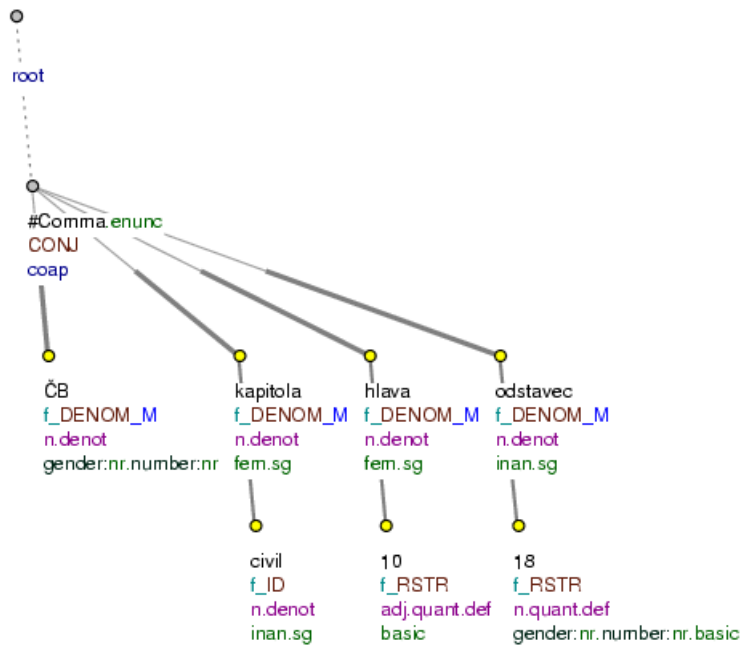 root
#Comma.enunc
CONJ
coap
ČB
f_DENOM_M
n.denot
gender:nr.number:nr
kapitola
f_DENOM_M
n.denot
fem.sg
hlava
f_DENOM_M
n.denot
fem.sg
odstavec
f_DENOM_M
n.denot
inan.sg
civil
f_ID
n.denot
inan.sg
10
f_RSTR
adj.quant.def
basic
18
f_RSTR
n.quant.def
gender:nr.number:nr.basic